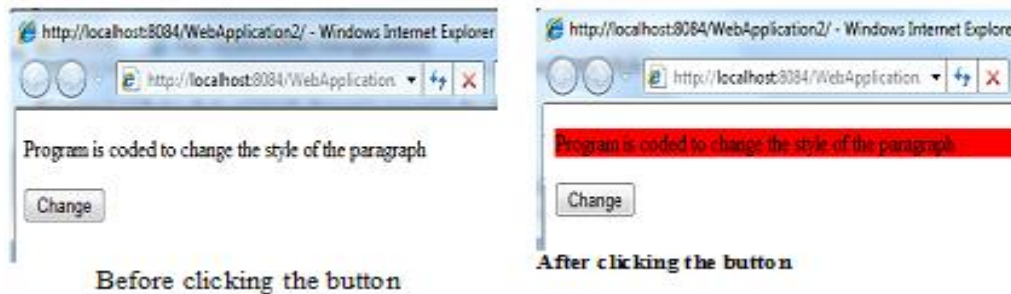 http://localhost:8084/WebApplication2/ - Windows Internet Explorer
http://localhost:8084/WebApplication
Program is coded to change the style of the paragraph
Change
Before clicking the button
http://localhost:8084/WebApplication2/ - Windows Internet Explore
http://localhost:8084/WebApplication
Program is coded to change the style of the paragraph
Change
After clicking the button